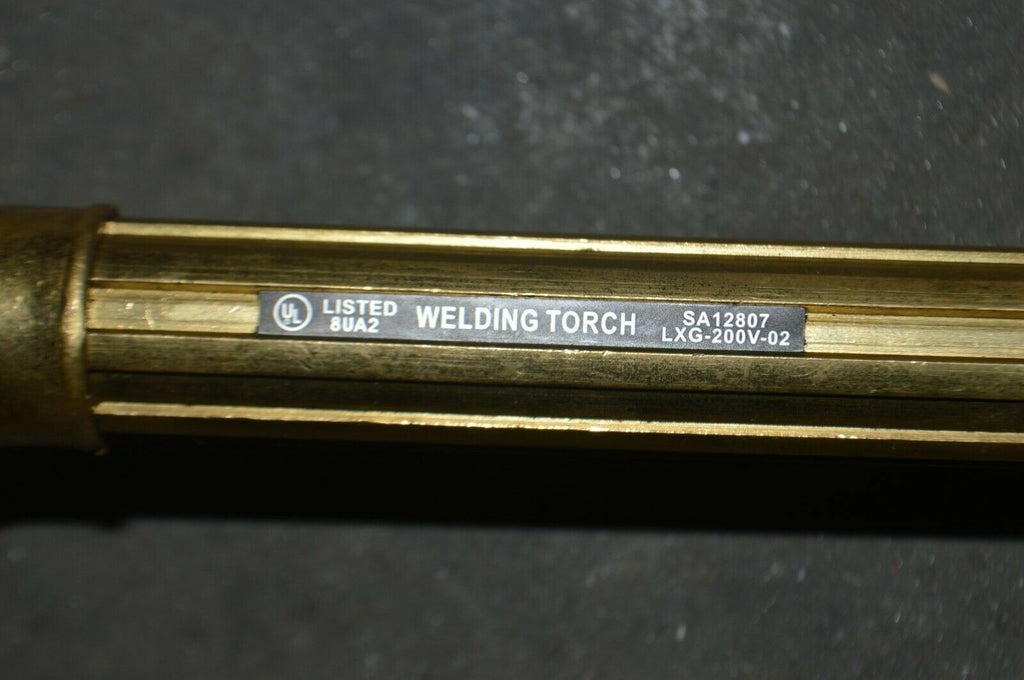 UL LISTED
8UA2
WELDING TORCH
SA12807
LXG-200V-02